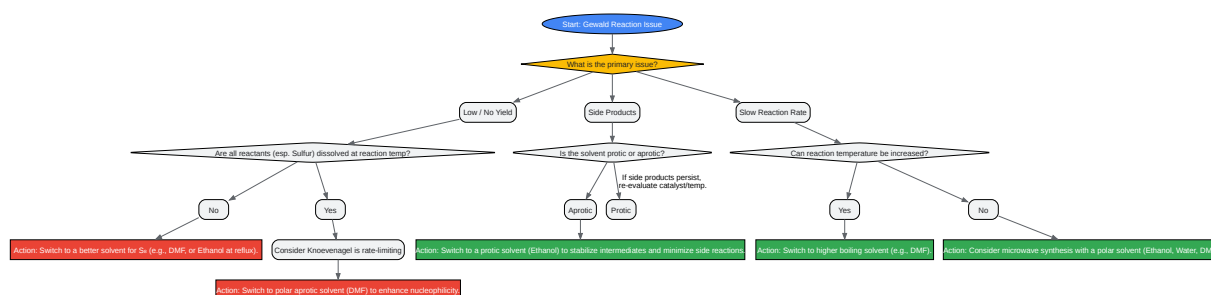 Start: Gewald Reaction Issue
What is the primary issue?
Low / No Yield
Side Products
Slow Reaction Rate
Are all reactants (esp. Sulfur) dissolved at reaction temp?
Is the solvent protic or aprotic?
Can reaction temperature be increased?
If side products persist,
re-evaluate catalyst/temp.
No
Yes
Aprotic
Protic
Yes
No
Action: Switch to a better solvent for S₈ (e.g., DMF, or Ethanol at reflux).
Consider Knoevenagel is rate-limiting
Action: Switch to a protic solvent (Ethanol) to stabilize intermediates and minimize side reactions.
Action: Switch to higher boiling solvent (e.g., DMF).
Action: Consider microwave synthesis with a polar solvent (Ethanol, Water, DM
Action: Switch to polar aprotic solvent (DMF) to enhance nucleophilicity.